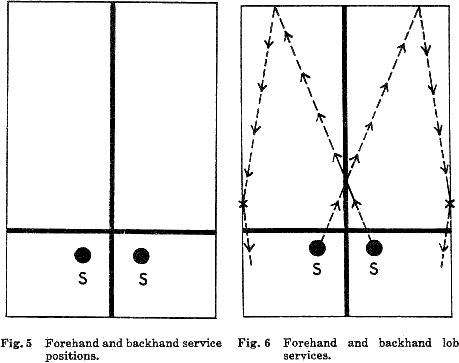 S S
S S
Fig. 5 Forehand and backhand service
positions.
Fig. 6 Forehand and backhand lob
services.